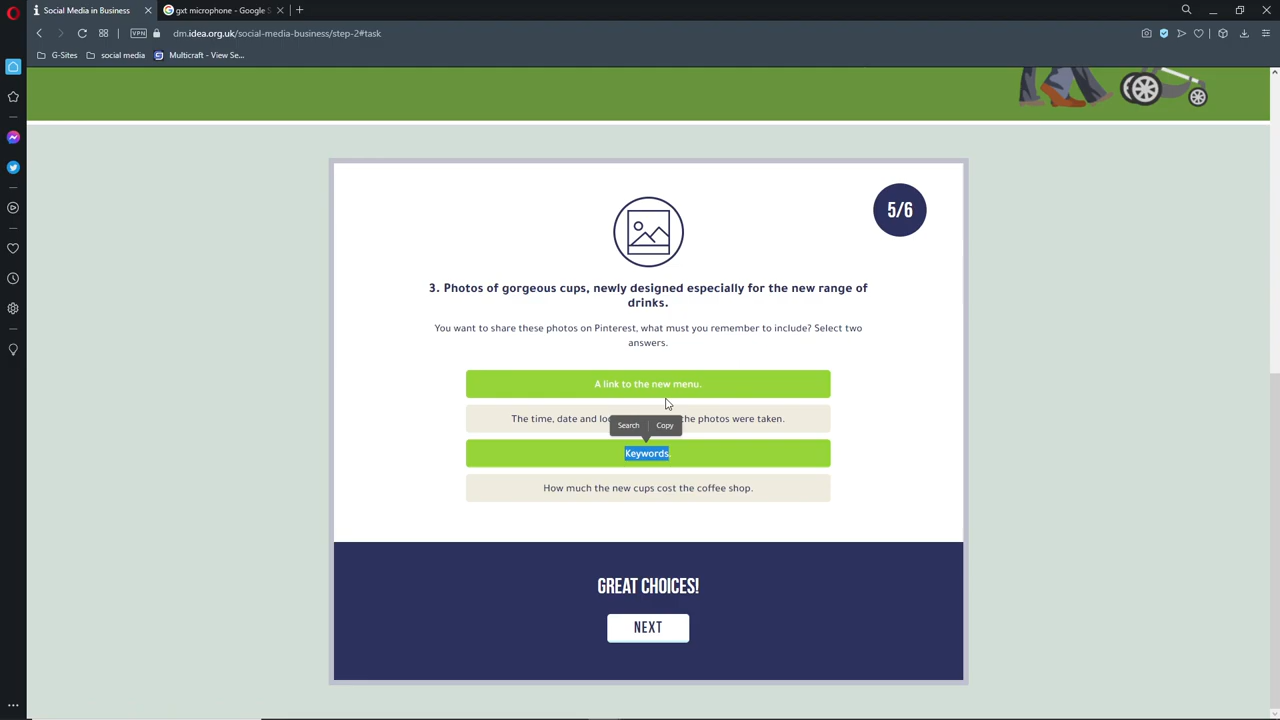 Social Media in Business
gxt microphone - Google S
VPN
dm.idea.org.uk/social-media-business/step-2#task
G-Sites
social media
Multicraft - View Se...
5/6
3. Photos of gorgeous cups, newly designed especially for the new range of
drinks.
You want to share these photos on Pinterest, what must you remember to include? Select two
answers.
A link to the new menu.
The time, date and lo the photos were taken.
Search
Copy
Keywords.
How much the new cups cost the coffee shop.
GREAT CHOICES!
NEXT